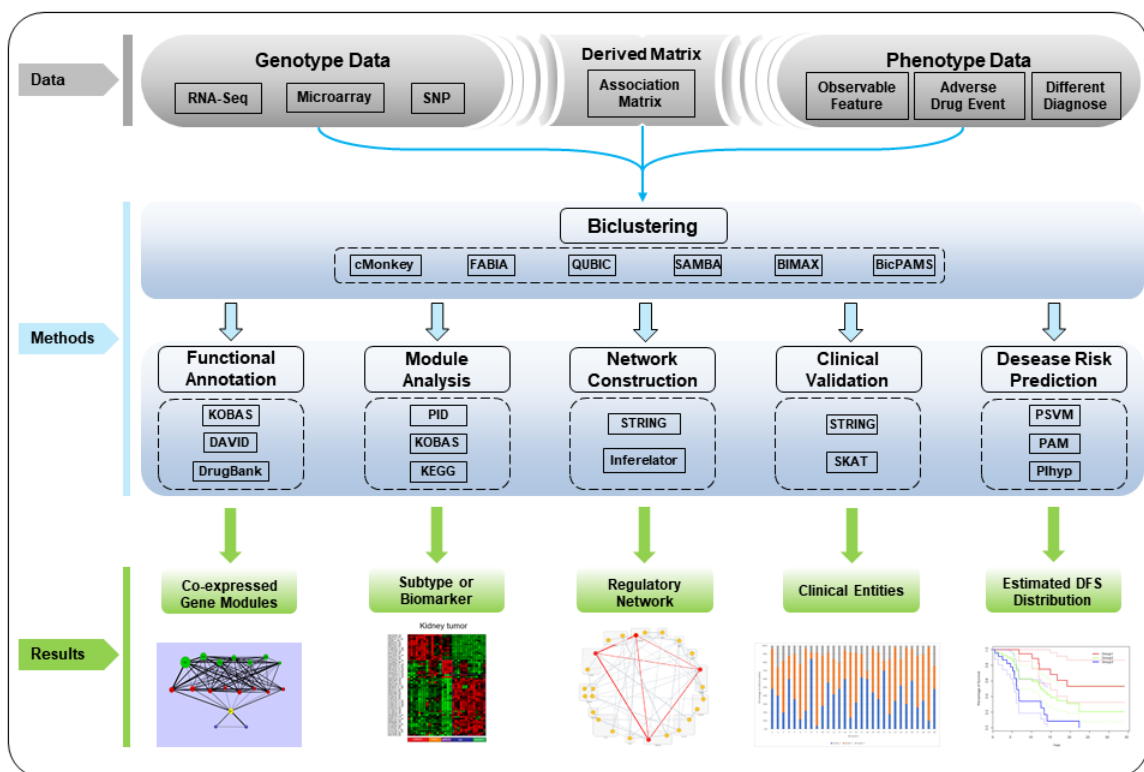 Data
Genotype Data
RNA-Seq
Microarray
SNP
Derived Matrix
Association
Matrix
Phenotype Data
Observable
Feature
Adverse
Drug Event
Different
Diagnose
Methods
Biclustering
cMonkey
FABIA
QUBIC
SAMBA
BIMAX
BicPAMS
Functional
Annotation
KOBAS
DAVID
DrugBank
Module
Analysis
PID
KOBAS
KEGG
Network
Construction
STRING
Inferelator
Clinical
Validation
STRING
SKAT
Desease Risk
Prediction
PSVM
PAM
Plhyp
Results
Co-expressed
Gene Modules
Subtype or
Biomarker
Kidney tumor
Regulatory
Network
Clinical Entities
Estimated DFS
Distribution